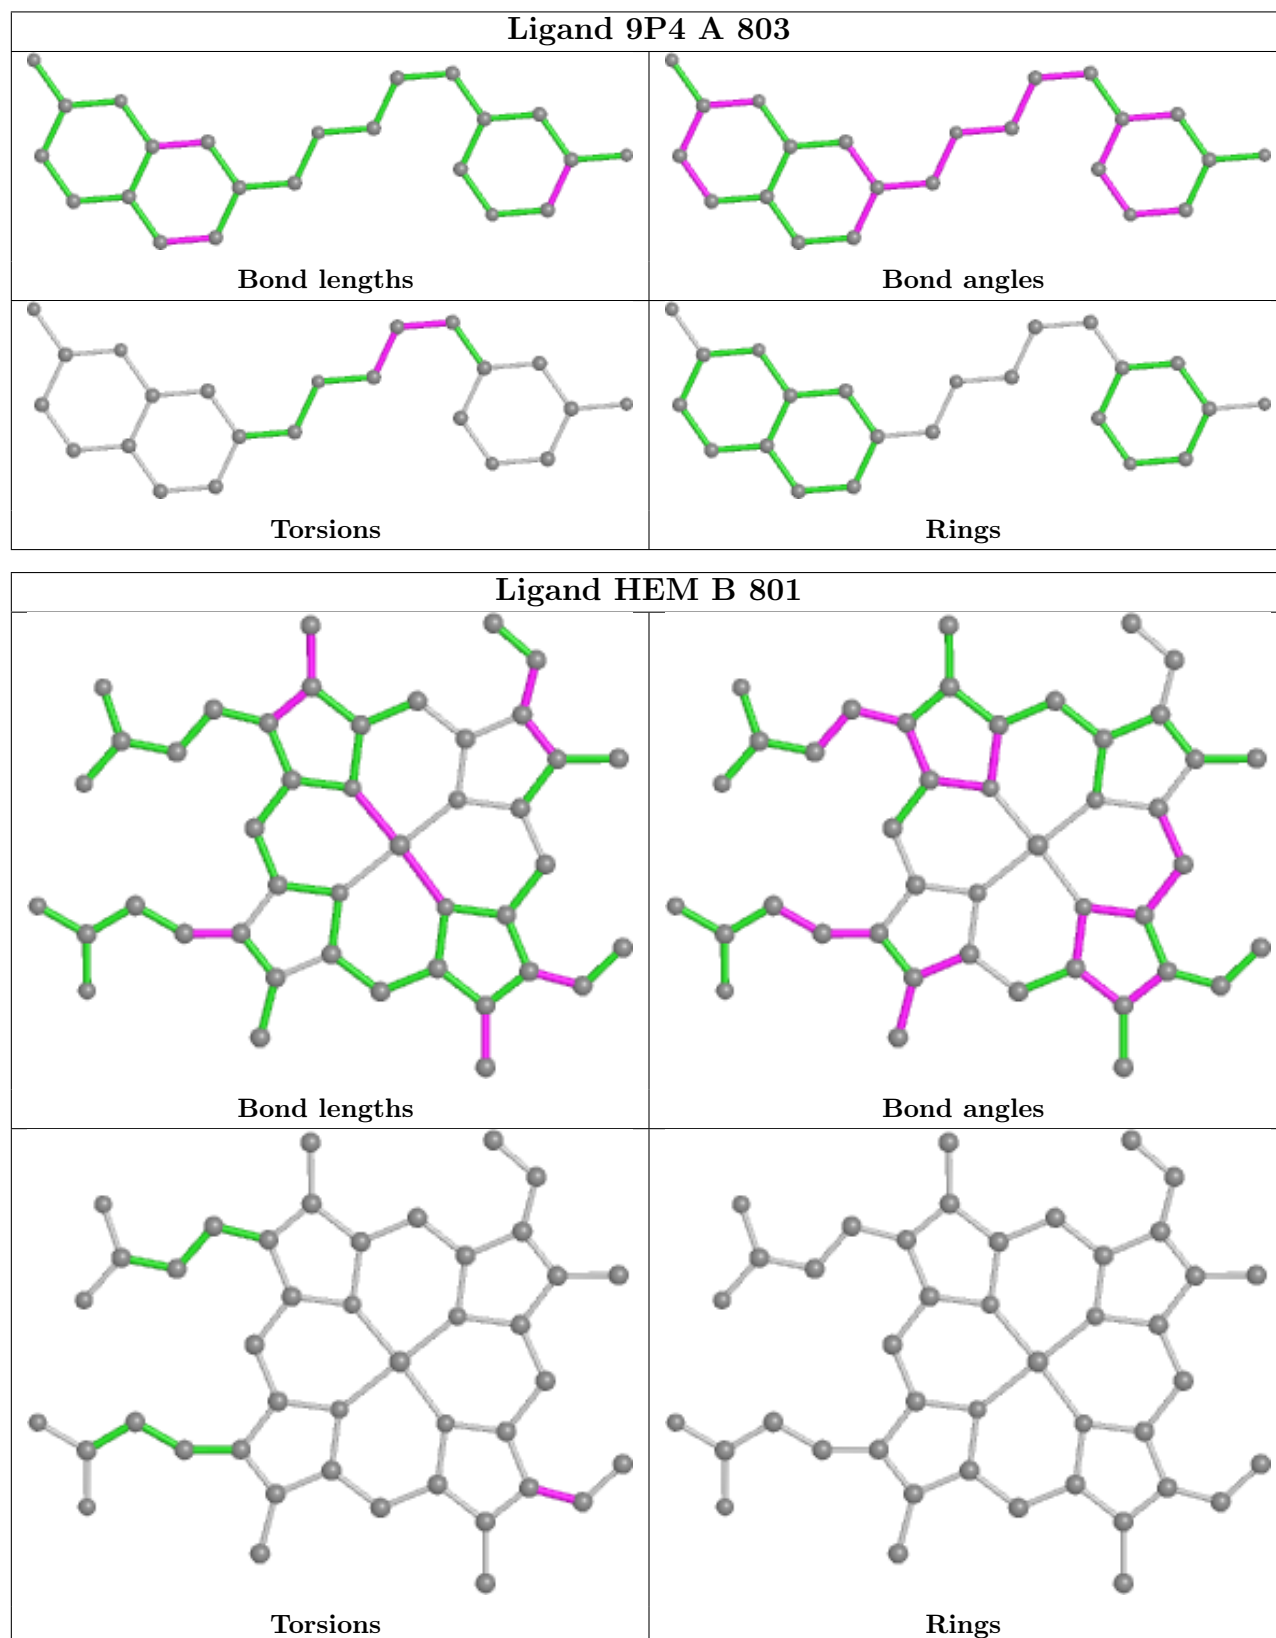 Ligand 9P4 A 803
Bond lengths
Bond angles
Torsions
Rings
Ligand HEM B 801
Bond lengths
Bond angles
Torsions
Rings